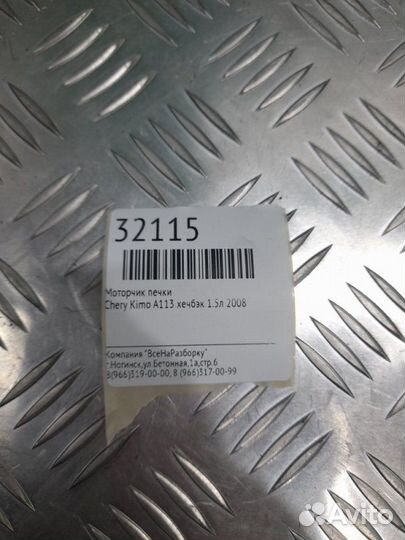 32115
Моторчик печки
Chery Kimo A113 хечбэк 1.5л 2008
Компания "ВсеНаРазборку"
г.Ногинск,ул.Бетонная,1а,стр.6
8(966)319-00-00, 8 (966)317-00-99
Avito